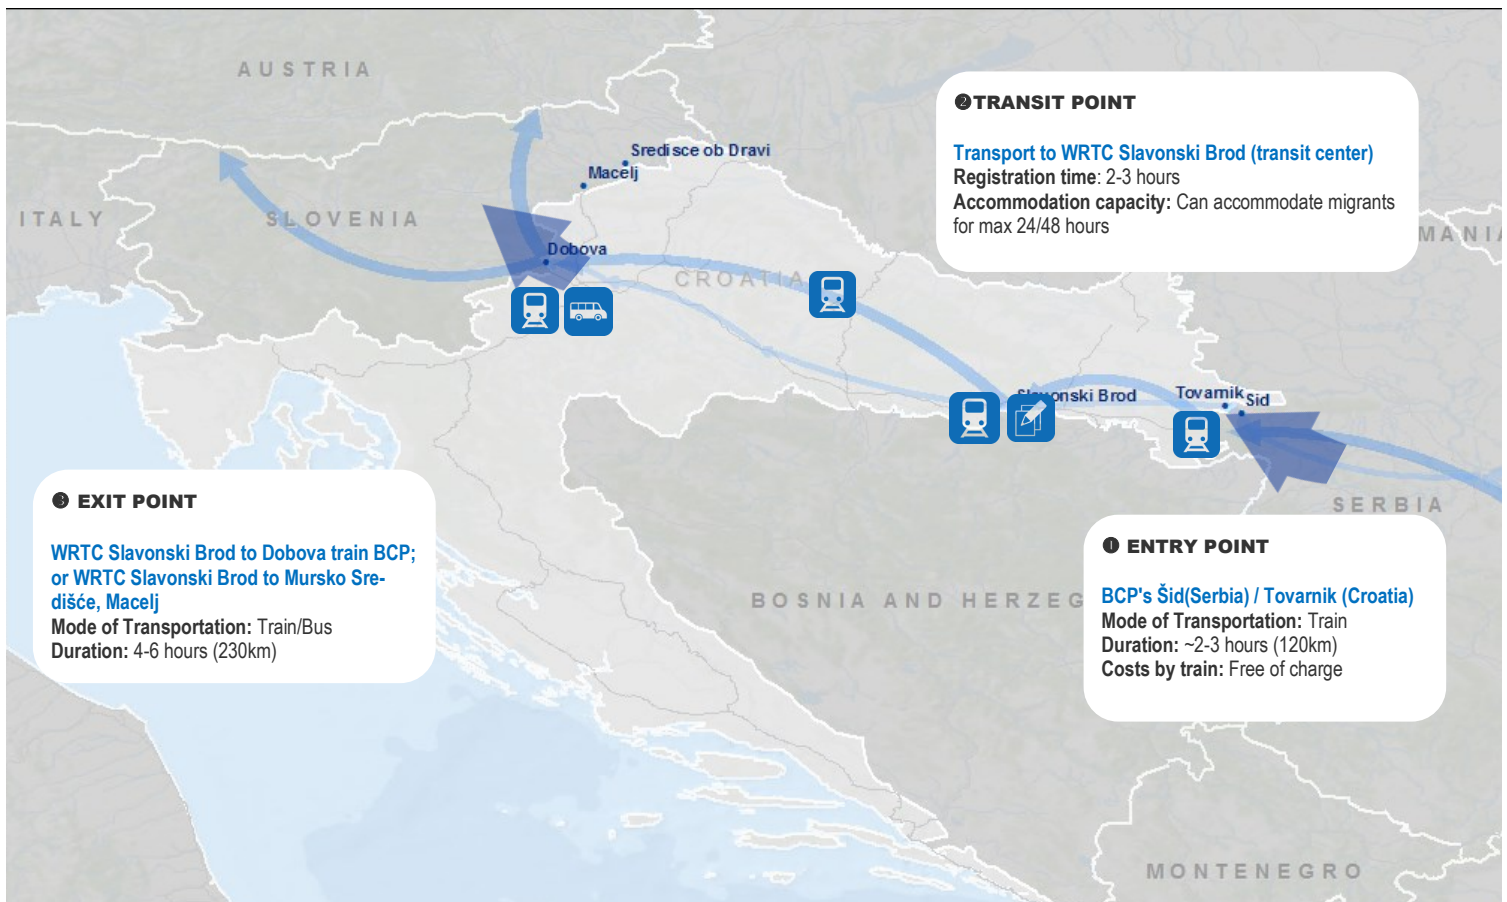 AUSTRIA
❷TRANSIT POINT
Transport to WRTC Slavonski Brod (transit center)
Registration time: 2-3 hours
Accommodation capacity: Can accommodate migrants
for max 24/48 hours
Sredisce ob Dravi
Macelj
ITALY
SLOVENIA
MANIA
Dobova
CROATIA
Slavonski Brod
Tovarnik
Sid
❸ EXIT POINT
WRTC Slavonski Brod to Dobova train BCP;
or WRTC Slavonski Brod to Mursko Sre-
dišće, Macelj
Mode of Transportation: Train/Bus
Duration: 4-6 hours (230km)
SERBIA
❶ ENTRY POINT
BCP's Šid(Serbia) / Tovarnik (Croatia)
Mode of Transportation: Train
Duration: ~2-3 hours (120km)
Costs by train: Free of charge
BOSNIA AND HERZEG
MONTENEGRO